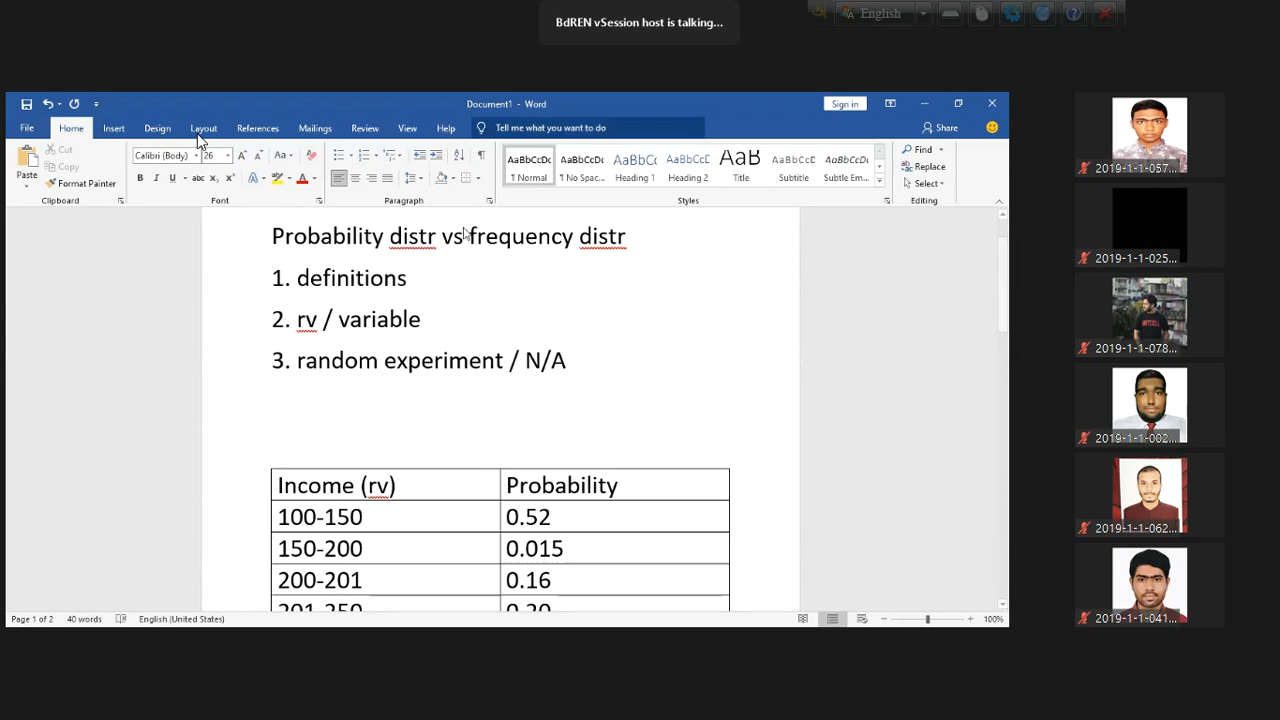 BdREN vSession host is talking...
English
Document1 - Word
Sign in
File Home Insert Design Layout References Mailings Review View Help Tell me what you want to do Share
Paste
Cut
Copy
Format Painter
Calibri (Body) 26
AaBbCcDc AaBbCcDc AaBbCc AaBbCcC AaB AaBbCcD AaBbCcDc
¶ Normal ¶ No Spac... Heading 1 Heading 2 Title Subtitle Subtle Em...
Find
Replace
Select
Clipboard Font Paragraph Styles Editing
Probability distr vs frequency distr
1. definitions
2. rv / variable
3. random experiment / N/A
Income (rv) Probability
100-150 0.52
150-200 0.015
200-201 0.16
201-250 0.20
Page 1 of 2 40 words English (United States) 100%
2019-1-1-057...
2019-1-1-025...
2019-1-1-078...
2019-1-1-002...
2019-1-1-062...
2019-1-1-041...